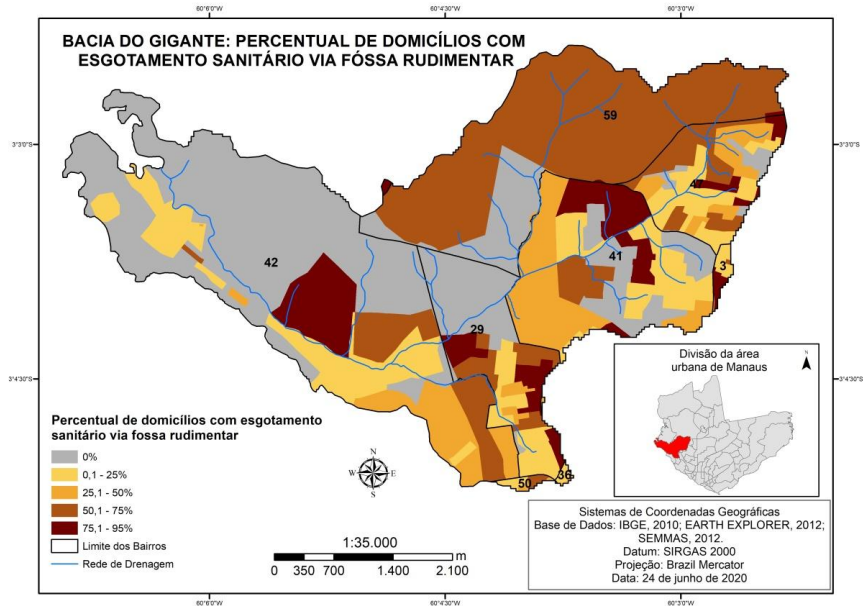 60°6'0"W
60°4'30"W
60°3'0"W
BACIA DO GIGANTE: PERCENTUAL DE DOMICÍLIOS COM
ESGOTAMENTO SANITÁRIO VIA FÓSSA RUDIMENTAR
3°3'0"S
3°3'0"S
59
47
42
41
3
29
Divisão da área
urbana de Manaus
N
3°4'30"S
3°4'30"S
Percentual de domicílios com esgotamento
sanitário via fossa rudimentar
0%
0,1 - 25%
25,1 - 50%
50,1 - 75%
75,1 - 95%
Limite dos Bairros
Rede de Drenagem
N
W E
S
36
50
1:35.000
0 350 700 1.400 2.100
m
Sistemas de Coordenadas Geográficas
Base de Dados: IBGE, 2010; EARTH EXPLORER, 2012;
SEMMAS, 2012.
Datum: SIRGAS 2000
Projeção: Brazil Mercator
Data: 24 de junho de 2020
60°6'0"W
60°4'30"W
60°3'0"W